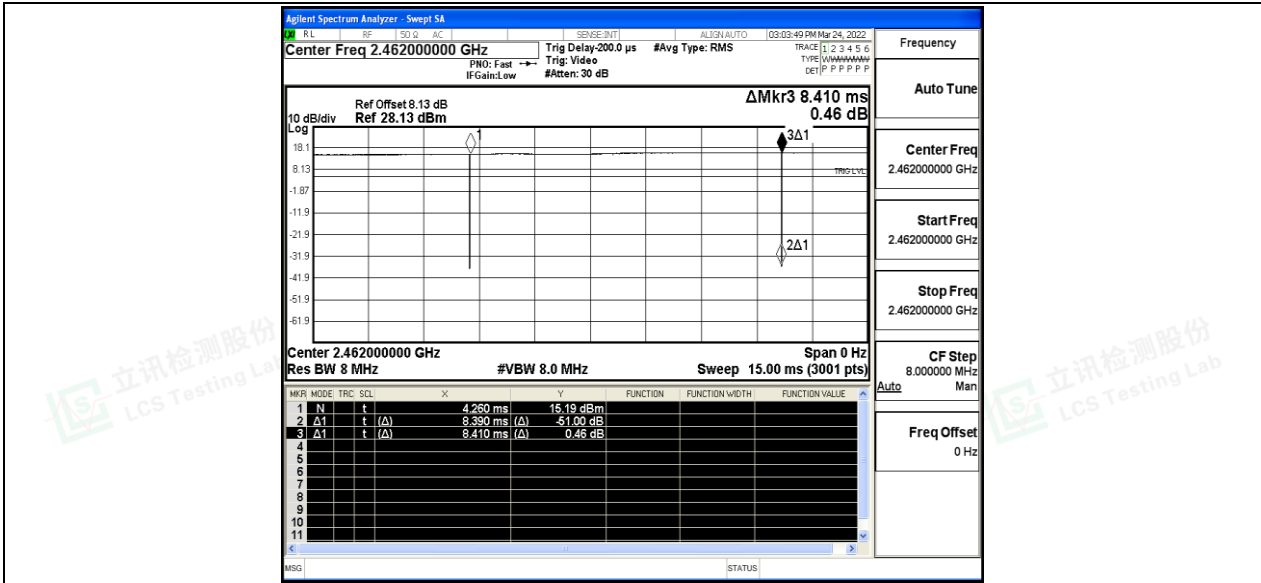 Agilent Spectrum Analyzer - Swept SA
RL RF 50 Ω AC SENSE:INT ALIGN AUTO 03:03:49 PM Mar 24, 2022
Center Freq 2.462000000 GHz
PNO: Fast
IFGain:Low
Trig Delay-200.0 µs
Trig: Video
#Atten: 30 dB
#Avg Type: RMS
TRACE 1 2 3 4 5 6
TYPE WWWWWW
DET P P P P P P
Ref Offset 8.13 dB
10 dB/div Ref 28.13 dBm
Log
ΔMkr3 8.410 ms
0.46 dB
1
3Δ1
18.1
8.13
TRIG LVL
-1.87
-11.9
-21.9
2Δ1
-31.9
-41.9
-51.9
-61.9
Center 2.462000000 GHz Span 0 Hz
Res BW 8 MHz #VBW 8.0 MHz Sweep 15.00 ms (3001 pts)
MKR MODE TRC SCL X Y FUNCTION FUNCTION WIDTH FUNCTION VALUE
1 N t 4.260 ms 15.19 dBm
2 Δ1 t (Δ) 8.390 ms (Δ) -51.00 dB
3 Δ1 t (Δ) 8.410 ms (Δ) 0.46 dB
4
5
6
7
8
9
10
11
MSG STATUS
Frequency
Auto Tune
Center Freq
2.462000000 GHz
Start Freq
2.462000000 GHz
Stop Freq
2.462000000 GHz
CF Step
8.000000 MHz
Auto Man
Freq Offset
0 Hz
立讯检测股份
LCS Testing Lab
立讯检测股份
LCS Testing Lab